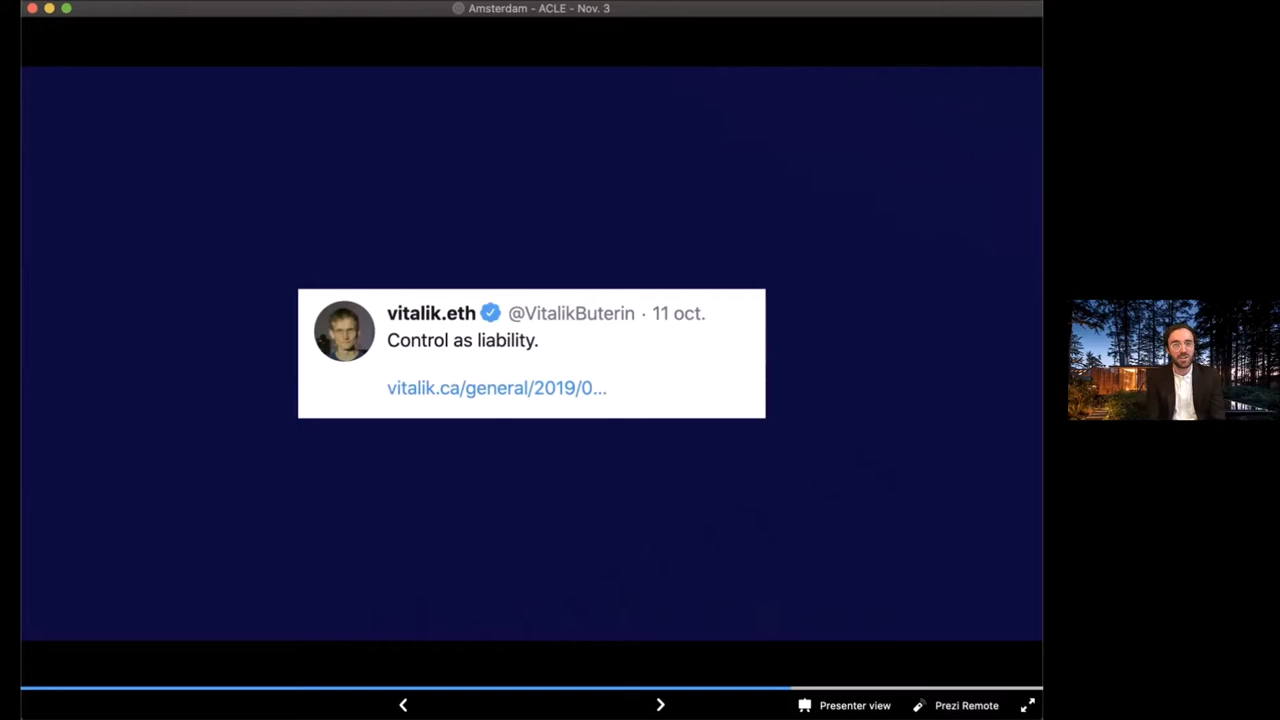 Amsterdam - ACLE - Nov. 3
vitalik.eth @VitalikButerin · 11 oct.
Control as liability.
vitalik.ca/general/2019/0...
Presenter view
Prezi Remote